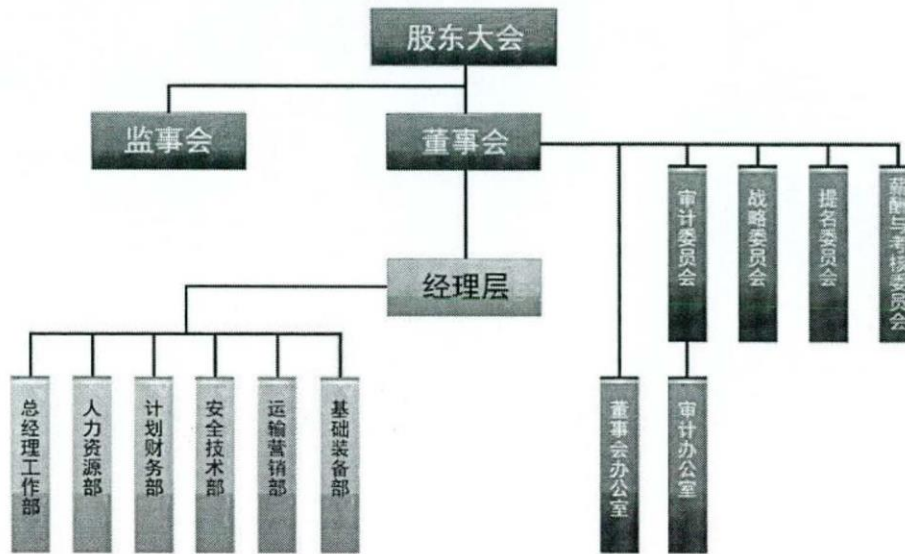 股东大会
监事会
董事会
审计委员会
战略委员会
提名委员会
薪酬与考核委员会
经理层
总经理工作部
人力资源部
计划财务部
安全技术部
运输营销部
基础装备部
董事会办公室
审计办公室